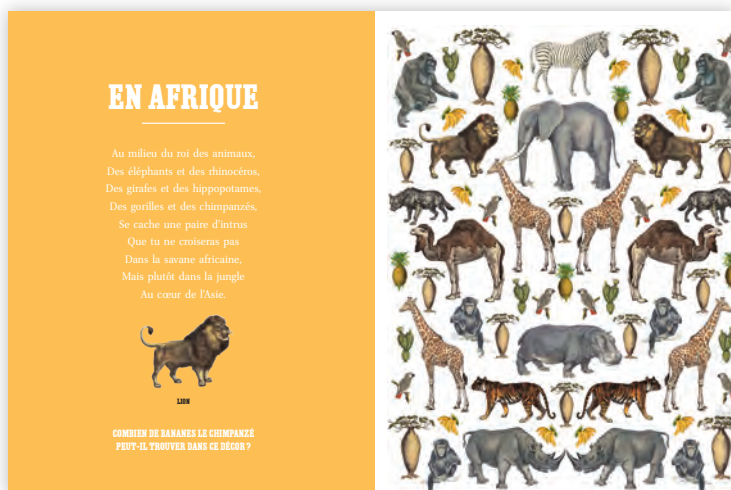 EN AFRIQUE
Au milieu du roi des animaux,
Des éléphants et des rhinocéros,
Des girafes et des hippopotames,
Des gorilles et des chimpanzés,
Se cache une paire d'intrus
Que tu ne croiseras pas
Dans la savane africaine,
Mais plutôt dans la jungle
Au cœur de l'Asie.
LION
COMBIEN DE BANANES LE CHIMPANZÉ
PEUT-IL TROUVER DANS CE DÉCOR ?